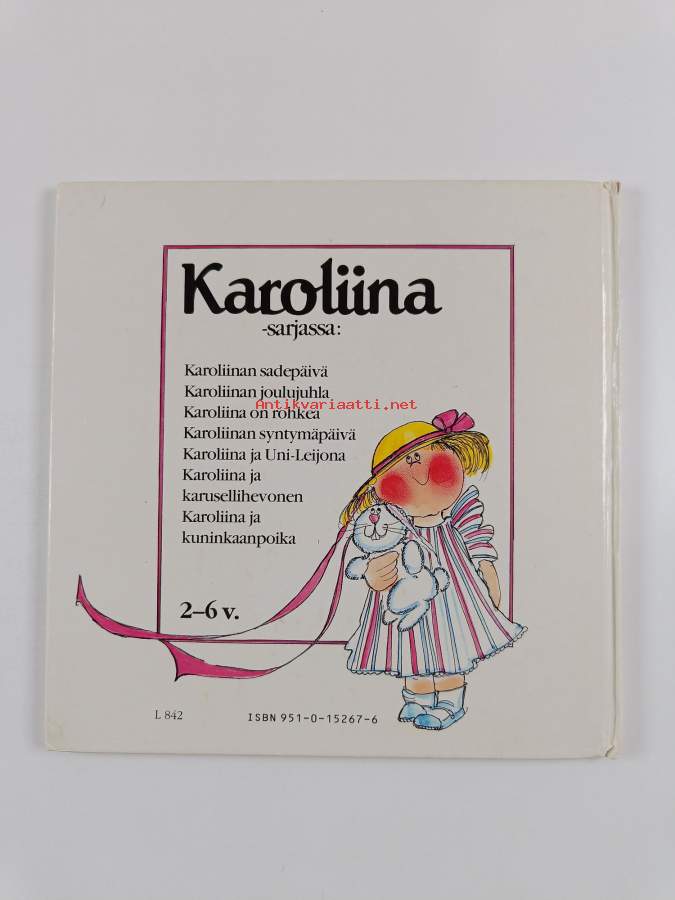 Karoliina
-sarjassa:
Karoliinan sadepäivä
Karoliinan joulujuhla
Antikvariaatti.net
Karoliina on rohkea
Karoliinan syntymäpäivä
Karoliina ja Uni-Leijona
Karoliina ja
karusellihevonen
Karoliina ja
kuninkaanpoika
2–6 v.
L 842
ISBN 951-0-15267-6